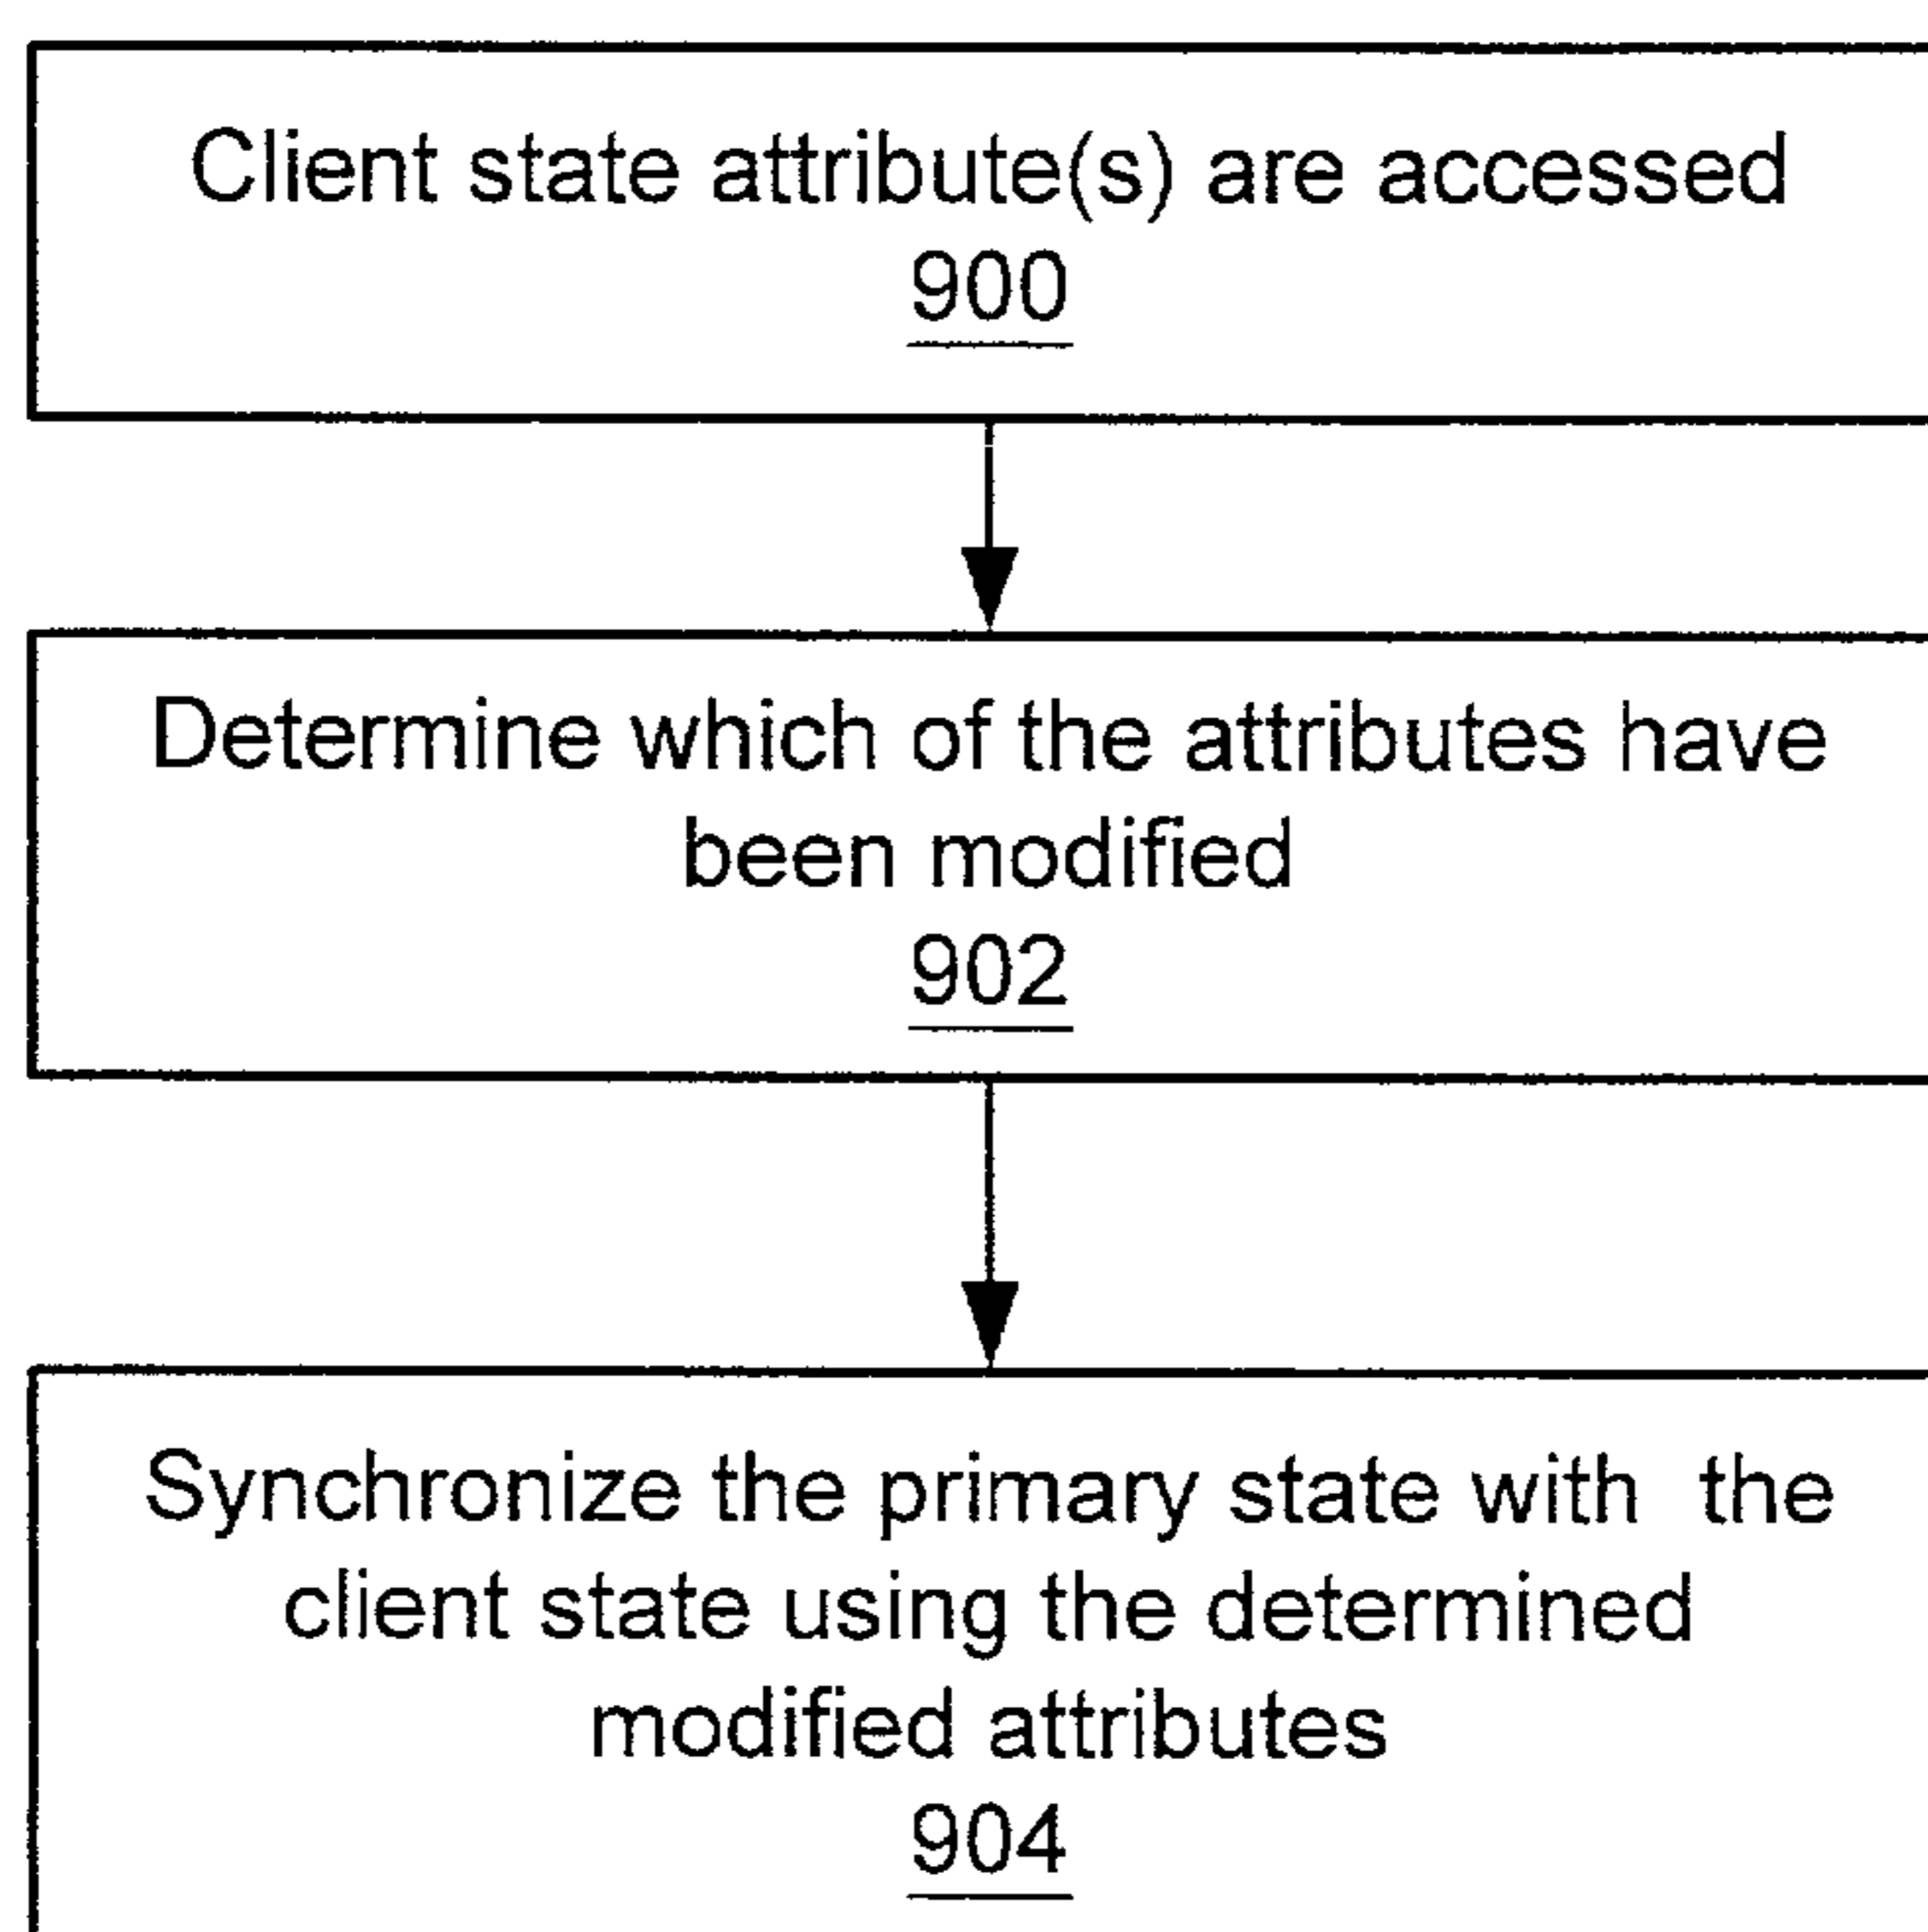 Client state attribute(s) are accessed
900
Determine which of the attributes have
been modified
902
Synchronize the primary state with the
client state using the determined
modified attributes
904